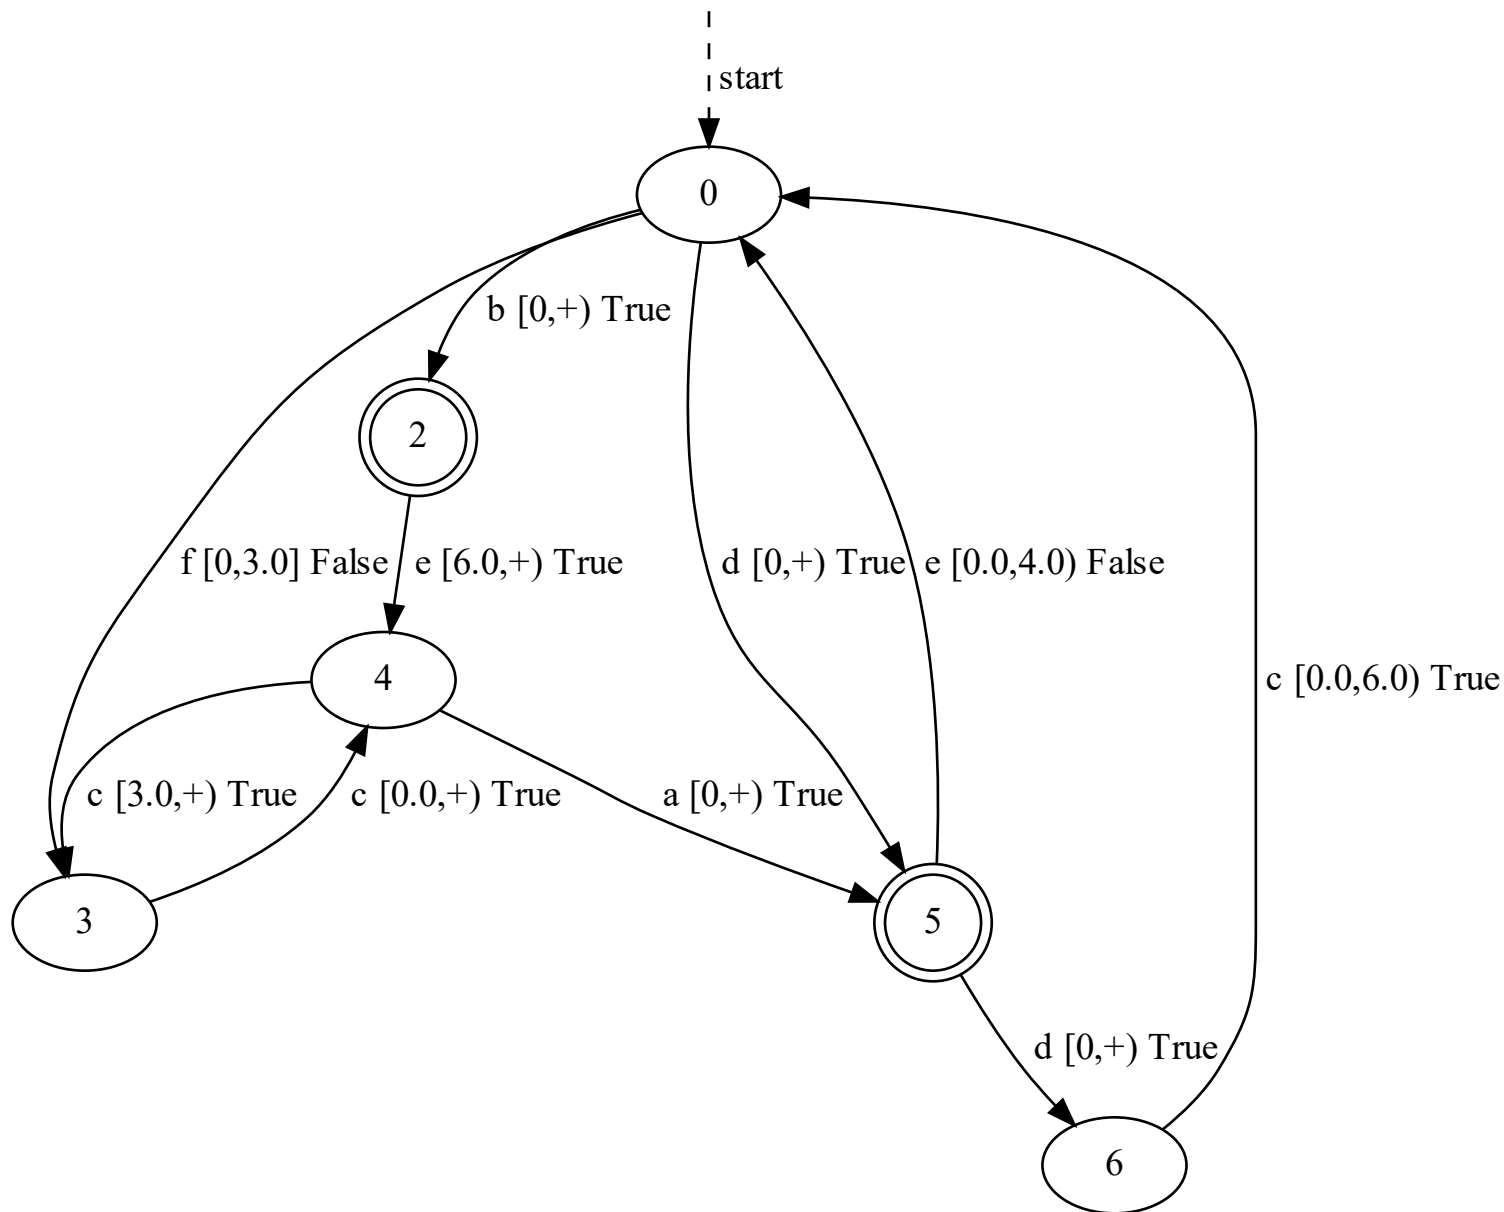 start
0
b [0,+) True
2
f [0,3.0] False
e [6.0,+) True
d [0,+) True
e [0.0,4.0) False
4
c [0.0,6.0) True
c [3.0,+) True
c [0.0,+) True
a [0,+) True
3
5
d [0,+) True
6